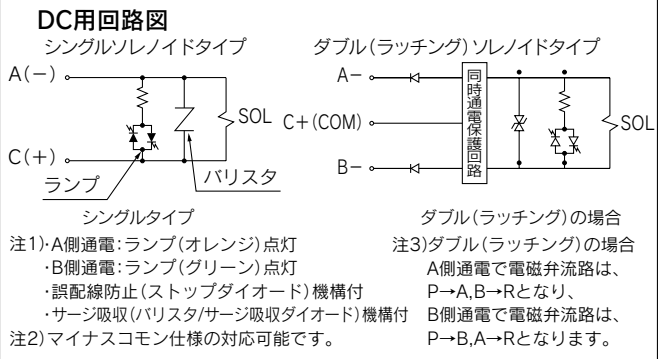 DC用回路図
シングルソレノイドタイプ
A(−)
C(+)
SOL
ランプ
バリスタ
シングルタイプ
ダブル(ラッチング)ソレノイドタイプ
A−
C+(COM)
B−
同時通電保護回路
SOL
ダブル(ラッチング)の場合
注1)・A側通電:ランプ(オレンジ)点灯
・B側通電:ランプ(グリーン)点灯
・誤配線防止(ストップダイオード)機構付
・サージ吸収(バリスタ/サージ吸収ダイオード)機構付
注2)マイナスコモン仕様の対応可能です。
注3)ダブル(ラッチング)の場合
A側通電で電磁弁流路は、
P→A,B→Rとなり、
B側通電で電磁弁流路は、
P→B,A→Rとなります。